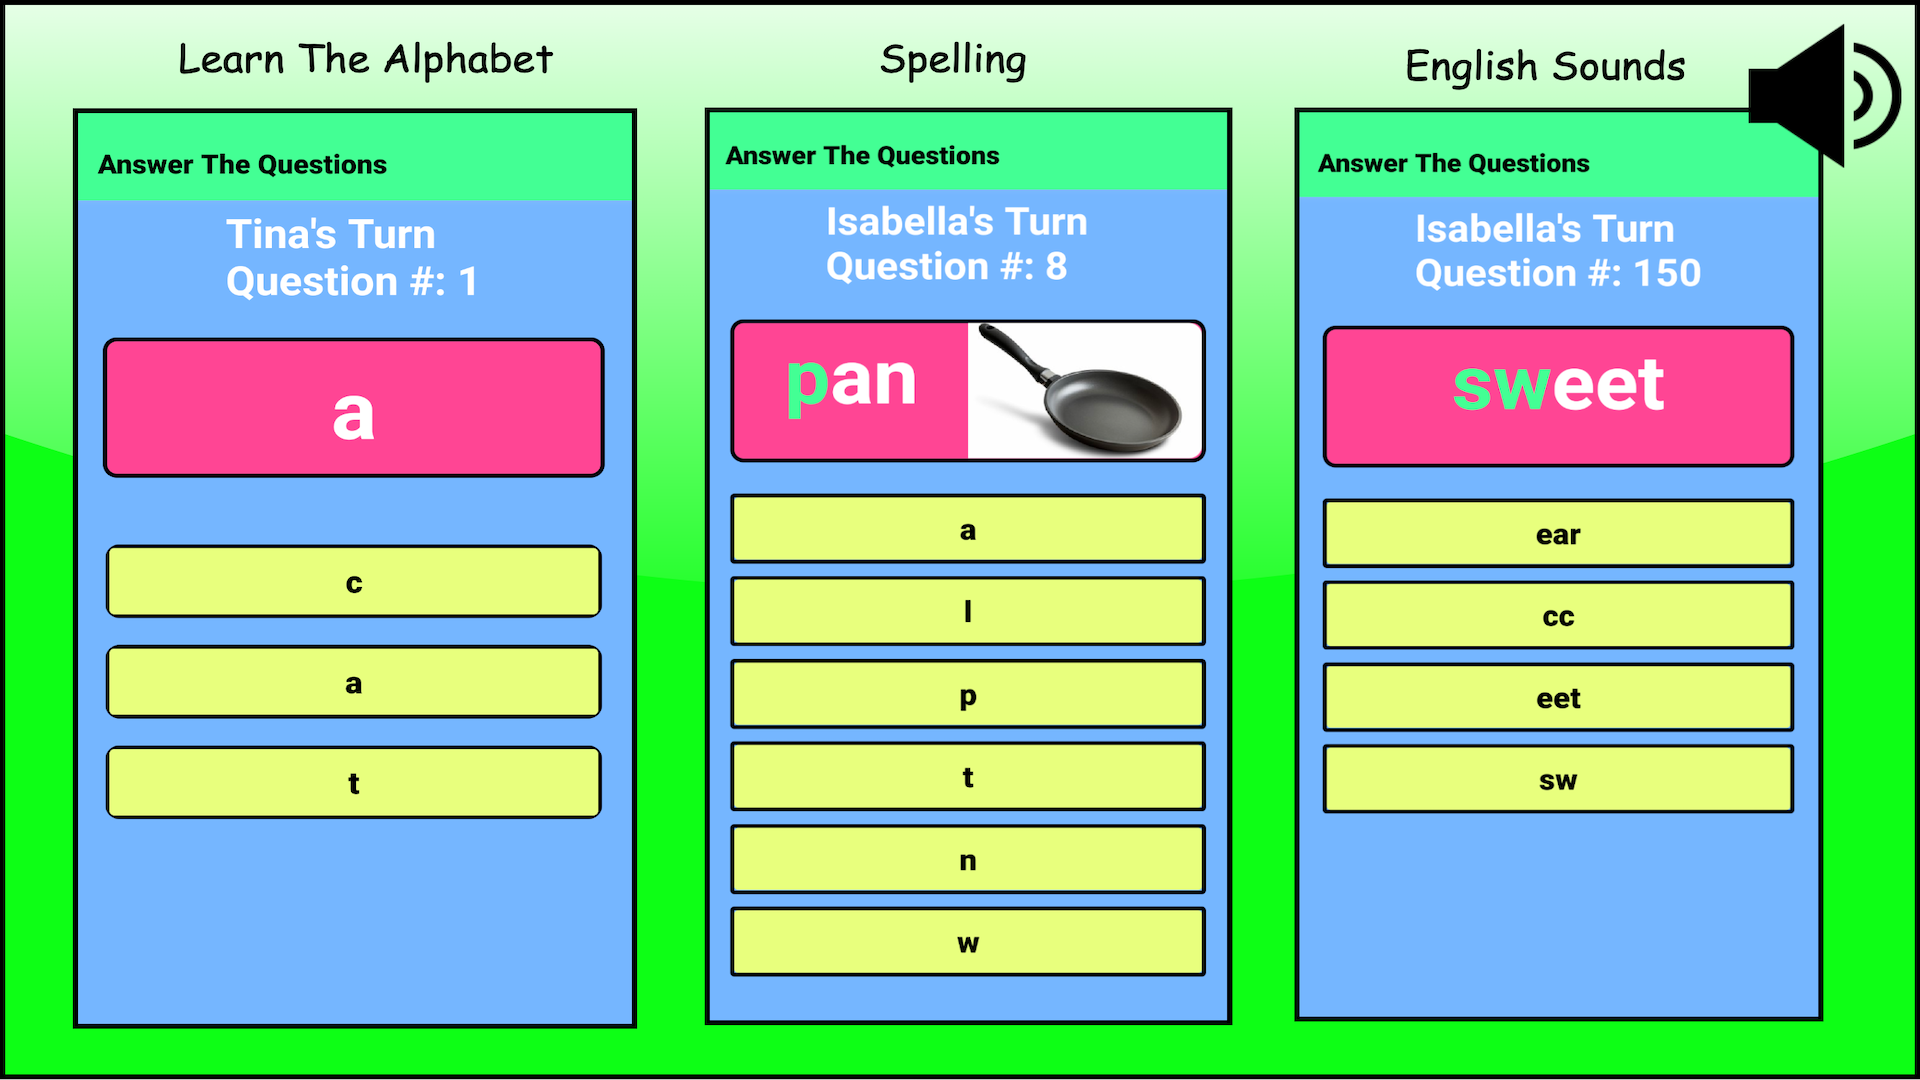 Learn The Alphabet
Answer The Questions
Tina's Turn
Question #: 1
a
c
a
t
Spelling
Answer The Questions
Isabella's Turn
Question #: 8
pan
a
l
p
t
n
w
English Sounds
Answer The Questions
Isabella's Turn
Question #: 150
sweet
ear
cc
eet
sw